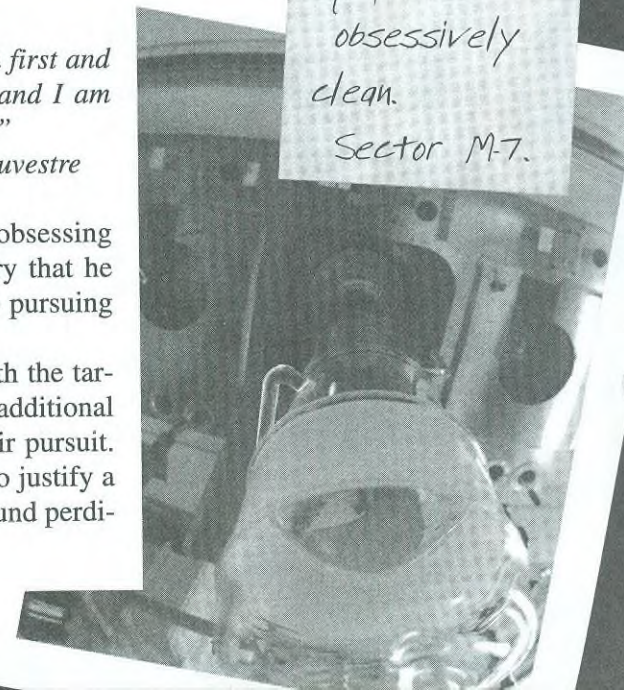 first and
and I am
”
uvestre
obsessing
ry that he
pursuing
th the tar-
additional
ir pursuit.
o justify a
und perdi-
obsessively
clean.
Sector M-7.